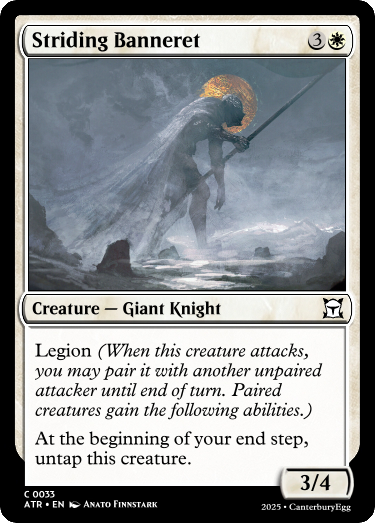 Striding Banneret 3
Creature — Giant Knight
Legion (When this creature attacks,
you may pair it with another unpaired
attacker until end of turn. Paired
creatures gain the following abilities.)
At the beginning of your end step,
untap this creature.
3/4
C 0033
ATR • EN Anato Finnstark
2025 • CanterburyEgg